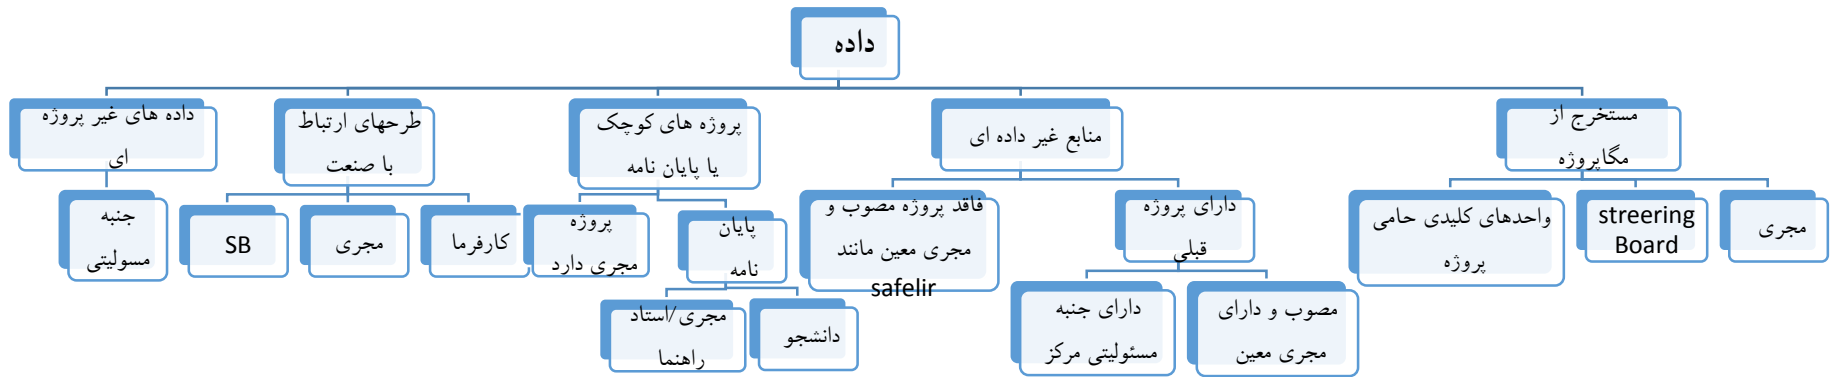 داده
مستخرج از
مگاپروژه
منابع غیر داده ای
پروژه های کوچک
یا پایان نامه
طرحهای ارتباط
با صنعت
داده های غیر پروژه
ای
مجری
streering
Board
واحدهای کلیدی حامی
پروژه
دارای پروژه
قبلی
فاقد پروژه مصوب و
مجری معین مانند
safelir
پایان
نامه
پروژه
مجری دارد
کارفرما
مجری
SB
جنبه
مسولیتی
مصوب و دارای
مجری معین
دارای جنبه
مسئولیتی مرکز
دانشجو
مجری/استاد
راهنما